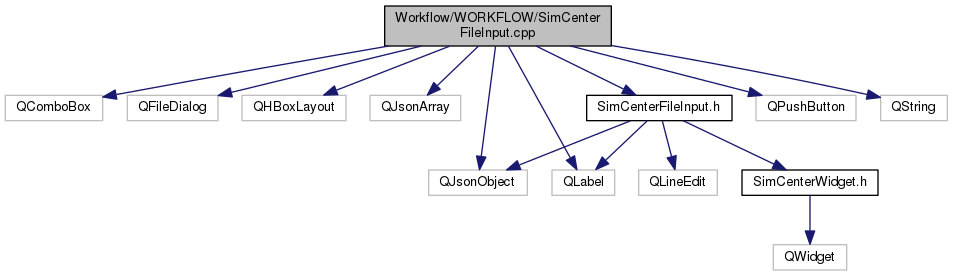 Workflow/WORKFLOW/SimCenter
FileInput.cpp
QComboBox
QFileDialog
QHBoxLayout
QJsonArray
SimCenterFileInput.h
QPushButton
QString
QJsonObject
QLabel
QLineEdit
SimCenterWidget.h
QWidget